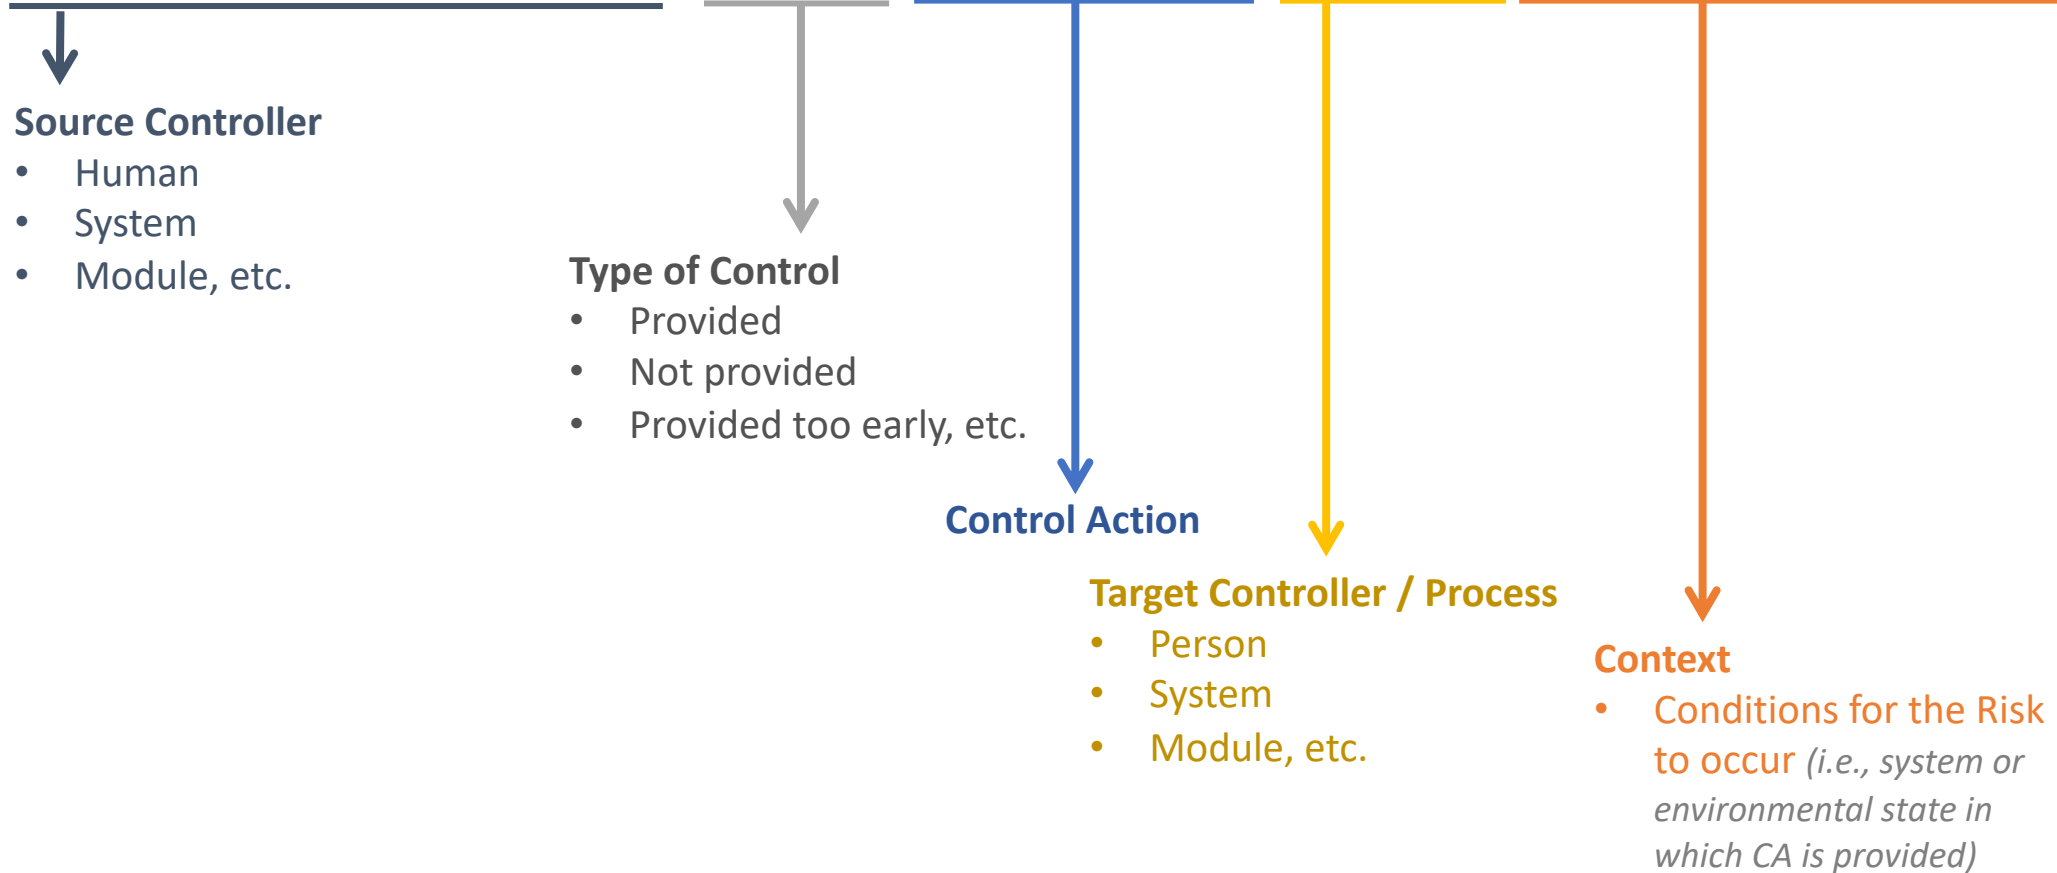 Source Controller
• Human
• System
• Module, etc.
Type of Control
• Provided
• Not provided
• Provided too early, etc.
Control Action
Target Controller / Process
• Person
• System
• Module, etc.
Context
• Conditions for the Risk
to occur (i.e., system or
environmental state in
which CA is provided)